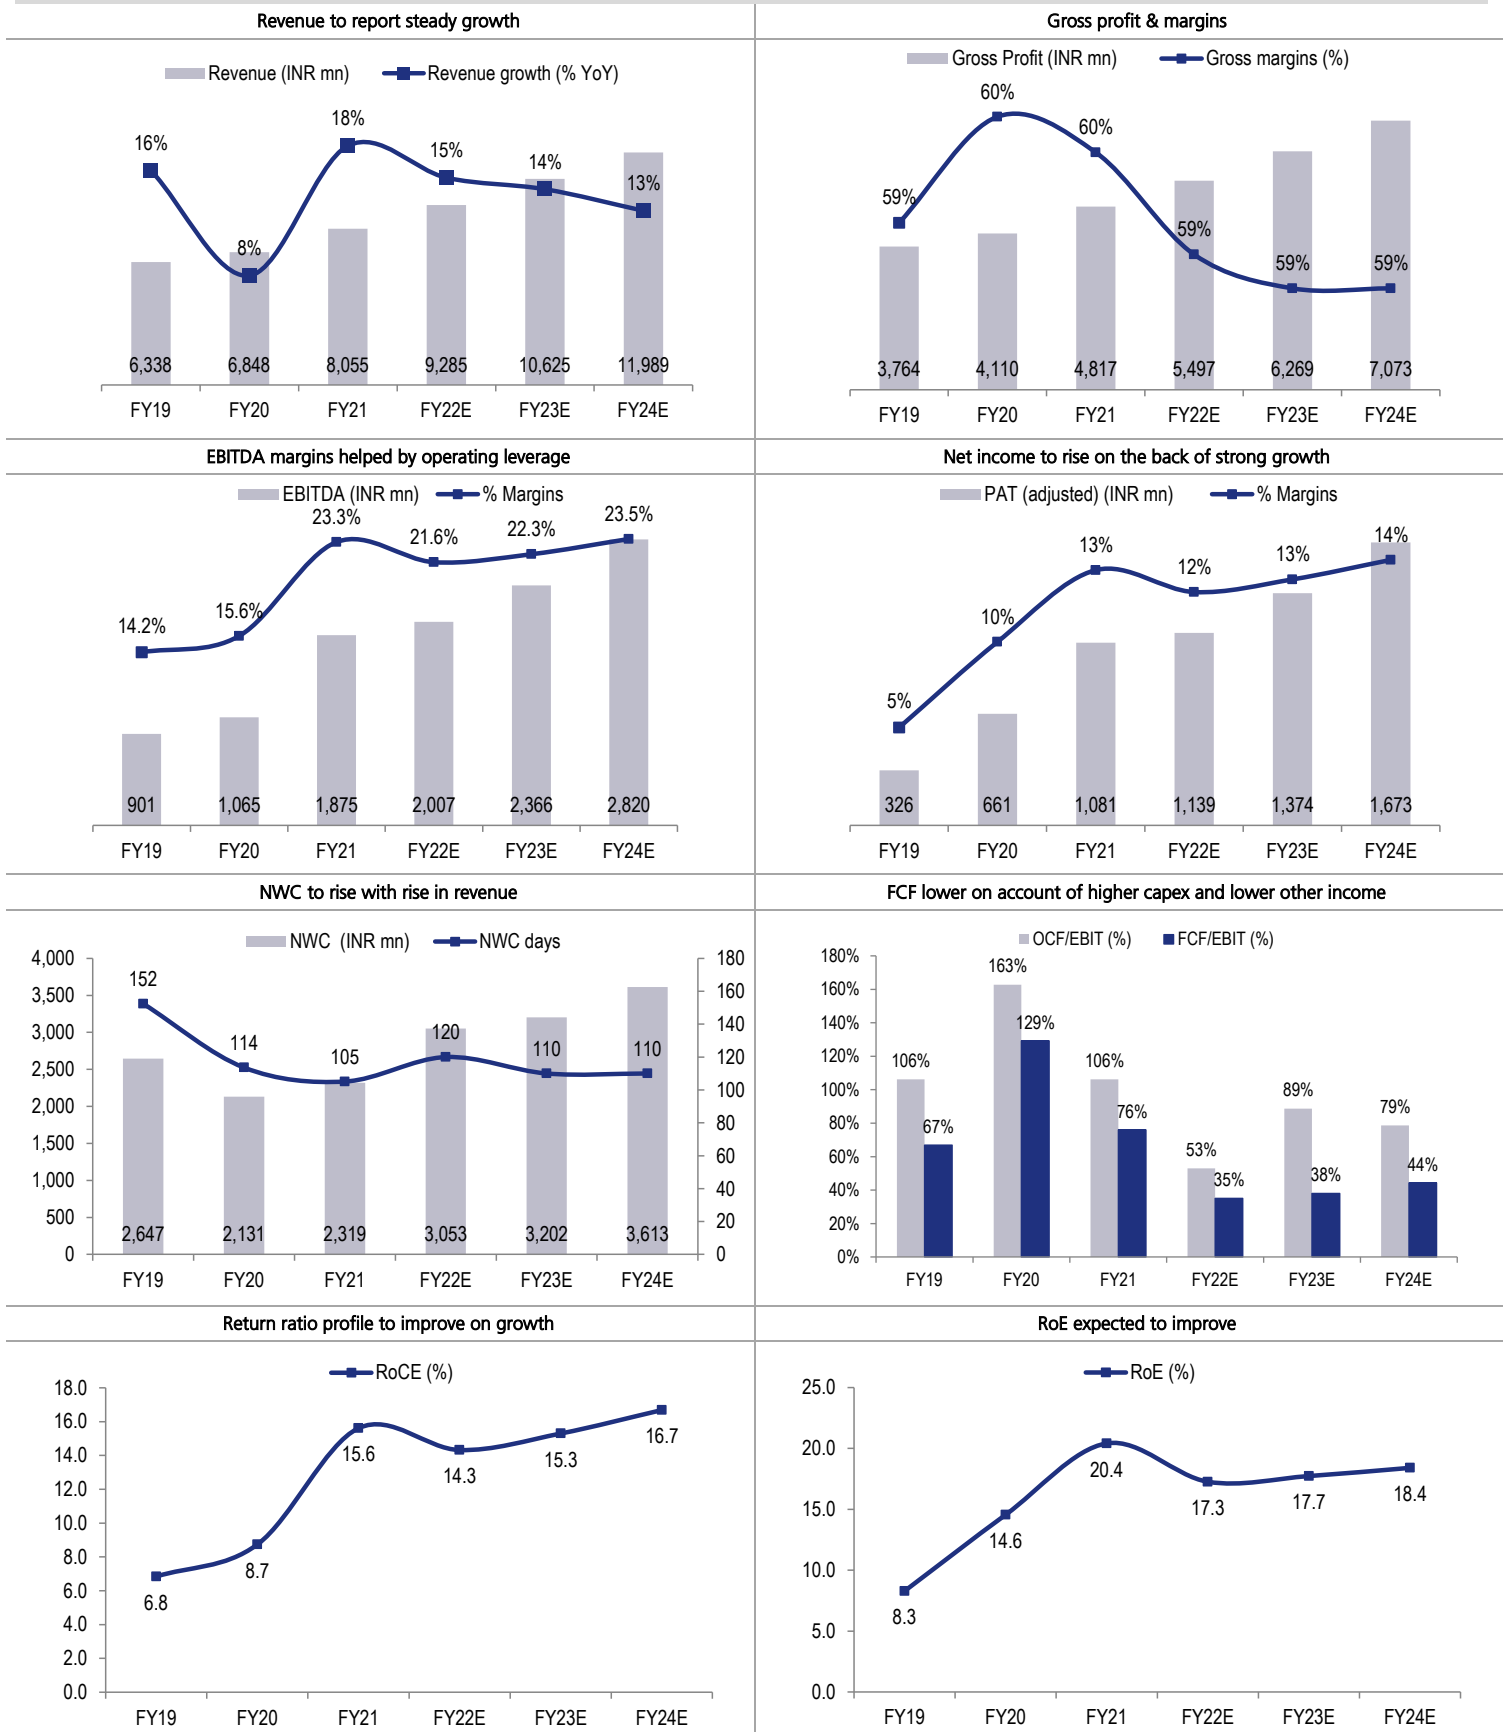 Revenue to report steady growth
Revenue (INR mn) Revenue growth (% YoY)
16% 8% 18% 15% 14% 13%
6,338 6,848 8,055 9,285 10,625 11,989
FY19 FY20 FY21 FY22E FY23E FY24E
Gross profit & margins
Gross Profit (INR mn) Gross margins (%)
59% 60% 60% 59% 59% 59%
3,764 4,110 4,817 5,497 6,269 7,073
FY19 FY20 FY21 FY22E FY23E FY24E
EBITDA margins helped by operating leverage
EBITDA (INR mn) % Margins
14.2% 15.6% 23.3% 21.6% 22.3% 23.5%
901 1,065 1,875 2,007 2,366 2,820
FY19 FY20 FY21 FY22E FY23E FY24E
Net income to rise on the back of strong growth
PAT (adjusted) (INR mn) % Margins
5% 10% 13% 12% 13% 14%
326 661 1,081 1,139 1,374 1,673
FY19 FY20 FY21 FY22E FY23E FY24E
NWC to rise with rise in revenue
NWC (INR mn) NWC days
4,000
3,500
3,000
2,500
2,000
1,500
1,000
500
0
152 114 105 120 110 110
2,647 2,131 2,319 3,053 3,202 3,613
180
160
140
120
100
80
60
40
20
0
FY19 FY20 FY21 FY22E FY23E FY24E
FCF lower on account of higher capex and lower other income
OCF/EBIT (%) FCF/EBIT (%)
180%
160%
140%
120%
100%
80%
60%
40%
20%
0%
106% 67% 163% 129% 106% 76% 53% 35% 89% 38% 79% 44%
FY19 FY20 FY21 FY22E FY23E FY24E
Return ratio profile to improve on growth
RoCE (%)
18.0
16.0
14.0
12.0
10.0
8.0
6.0
4.0
2.0
0.0
6.8 8.7 15.6 14.3 15.3 16.7
FY19 FY20 FY21 FY22E FY23E FY24E
RoE expected to improve
RoE (%)
25.0
20.0
15.0
10.0
5.0
0.0
8.3 14.6 20.4 17.3 17.7 18.4
FY19 FY20 FY21 FY22E FY23E FY24E